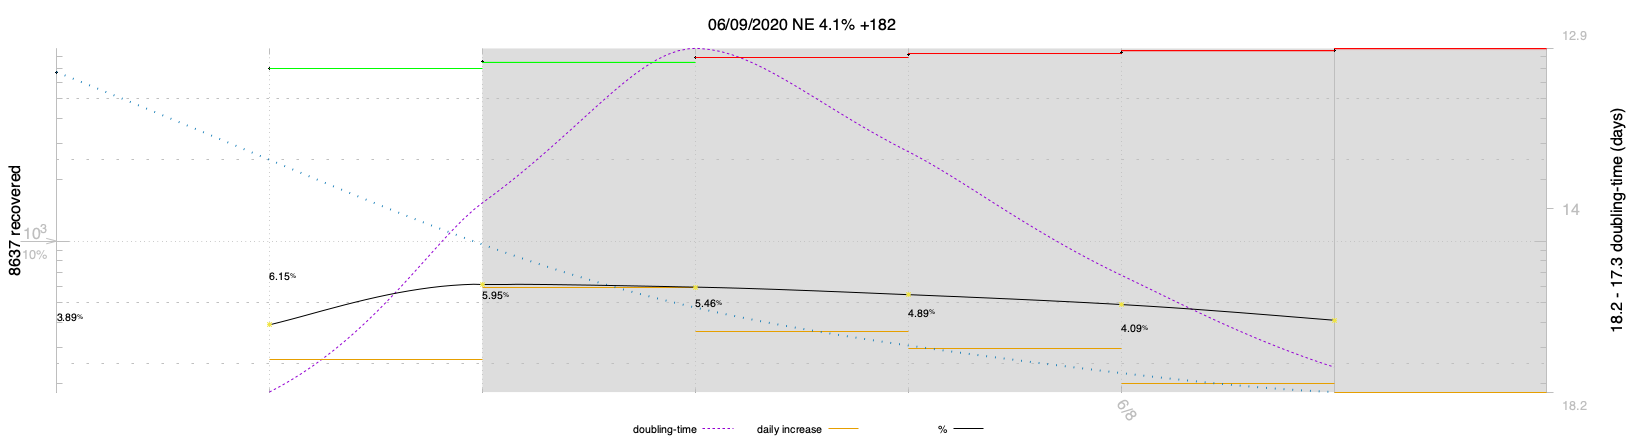 06/09/2020 NE 4.1% +182
12.9
14
18.2
18.2 - 17.3 doubling-time (days)
8637 recovered
10³
10%
3.89%
6.15%
5.95%
5.46%
4.89%
4.09%
6/8
doubling-time
daily increase
%